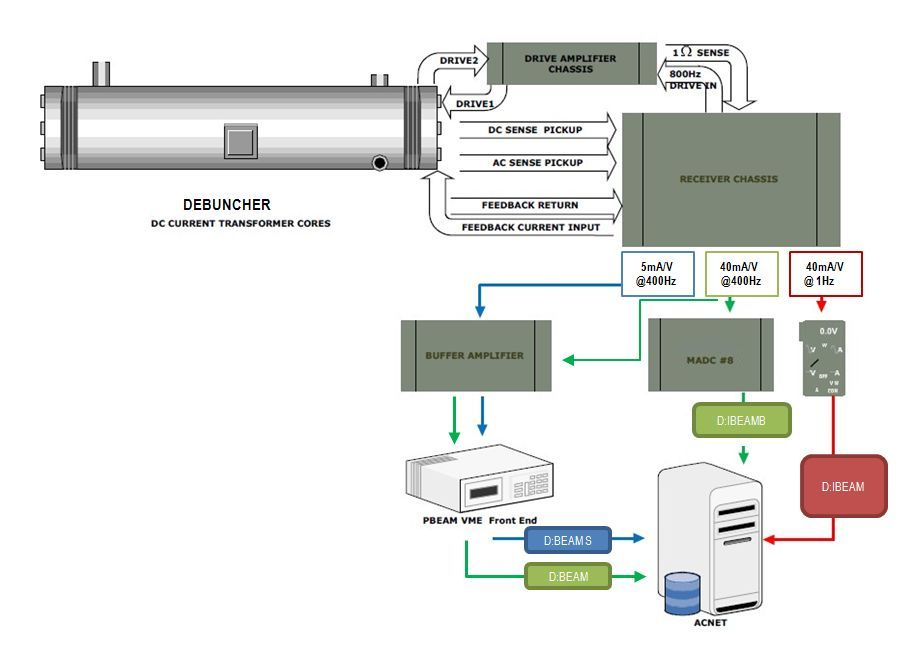 DRIVE2
DRIVE AMPLIFIER
CHASSIS
1Ω SENSE
800Hz
DRIVE IN
DRIVE1
DC SENSE PICKUP
AC SENSE PICKUP
RECEIVER CHASSIS
FEEDBACK RETURN
FEEDBACK CURRENT INPUT
DEBUNCHER
DC CURRENT TRANSFORMER CORES
5mA/V
@400Hz
40mA/V
@400Hz
40mA/V
@ 1Hz
BUFFER AMPLIFIER
MADC #8
0.0V
V
W
A
V
OFF
A
V W
A
D:IBEAMB
D:IBEAM
PBEAM VME Front End
D:BEAMS
D:BEAM
ACNET